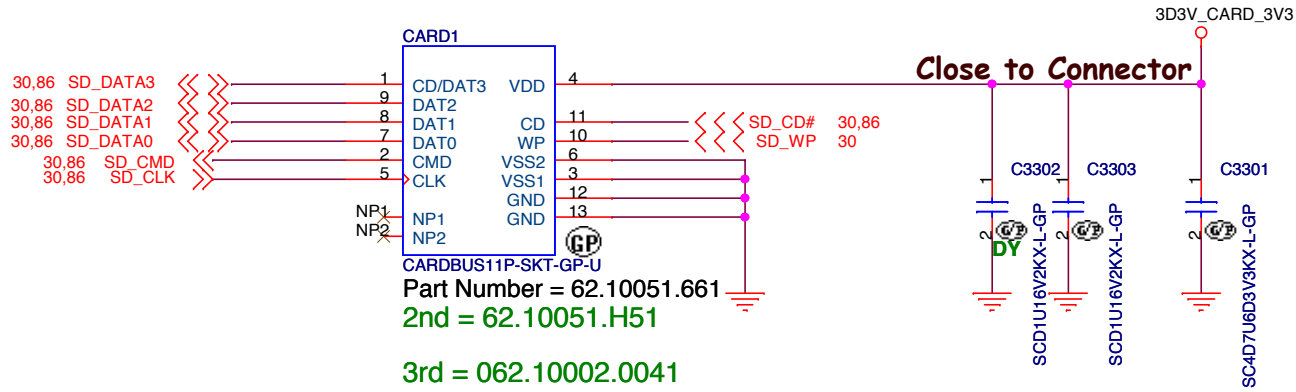 3D3V_CARD_3V3
CARD1
Close to Connector
30,86 SD_DATA3 1 CD/DAT3 VDD 4
30,86 SD_DATA2 9 DAT2
30,86 SD_DATA1 8 DAT1 CD 11 SD_CD# 30,86
30,86 SD_DATA0 7 DAT0 WP 10 SD_WP 30
30,86 SD_CMD 2 CMD VSS2 6
30,86 SD_CLK 5 CLK VSS1 3
GND 12
NP1 NP1 GND 13
NP2 NP2
GP
CARDBUS11P-SKT-GP-U
Part Number = 62.10051.661
2nd = 62.10051.H51
3rd = 062.10002.0041
C3302
1
2
G/P
DY
SCD1U16V2KX-L-GP
C3303
1
2
G/P
SCD1U16V2KX-L-GP
C3301
1
2
G/P
SC4D7U6D3V3KX-L-GP